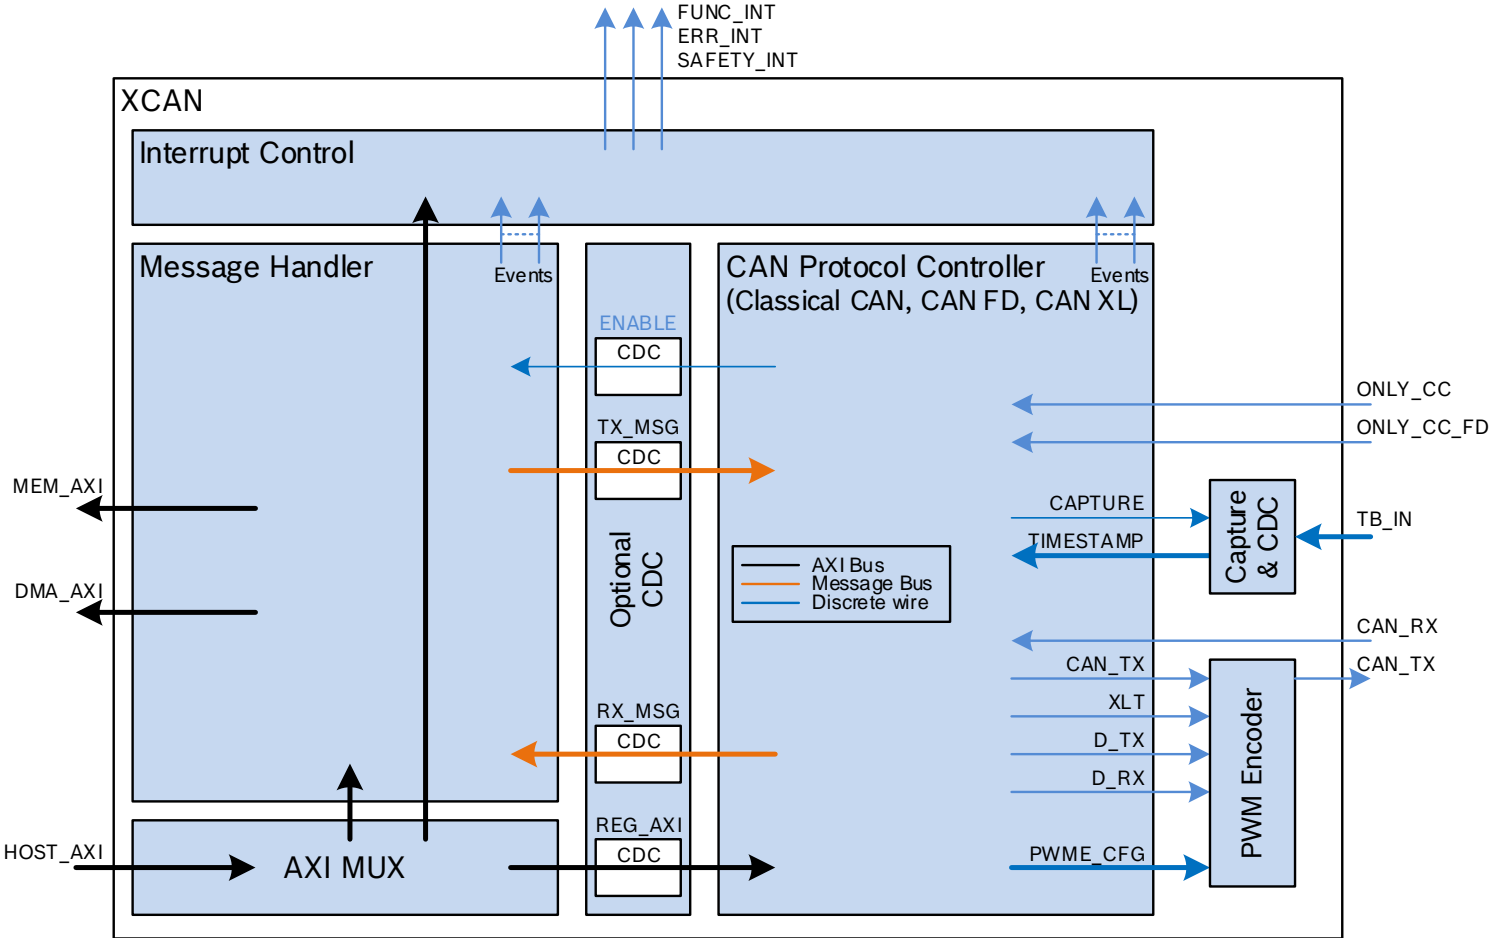 FUNC_INT
ERR_INT
SAFETY_INT
XCAN
Interrupt Control
Message Handler
Events
CAN Protocol Controller
(Classical CAN, CAN FD, CAN XL)
Events
ENABLE
CDC
TX_MSG
CDC
Optional
CDC
RX_MSG
CDC
REG_AXI
CDC
MEM_AXI
DMA_AXI
HOST_AXI
AXI MUX
AXI Bus
Message Bus
Discrete wire
ONLY_CC
ONLY_CC_FD
CAPTURE
TIMESTAMP
Capture
& CDC
TB_IN
CAN_RX
CAN_TX
CAN_TX
XLT
D_TX
D_RX
PWME_CFG
PWM Encoder